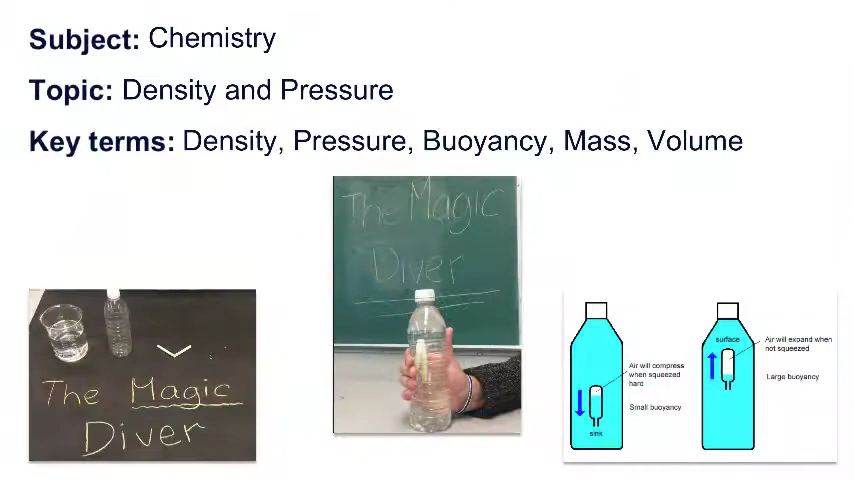 Subject: Chemistry
Topic: Density and Pressure
Key terms: Density, Pressure, Buoyancy, Mass, Volume
The Magic
Diver
The Magic
Diver
Air will compress
when squeezed
hard
Small buoyancy
sink
surface
Air will expand when
not squeezed
Large buoyancy